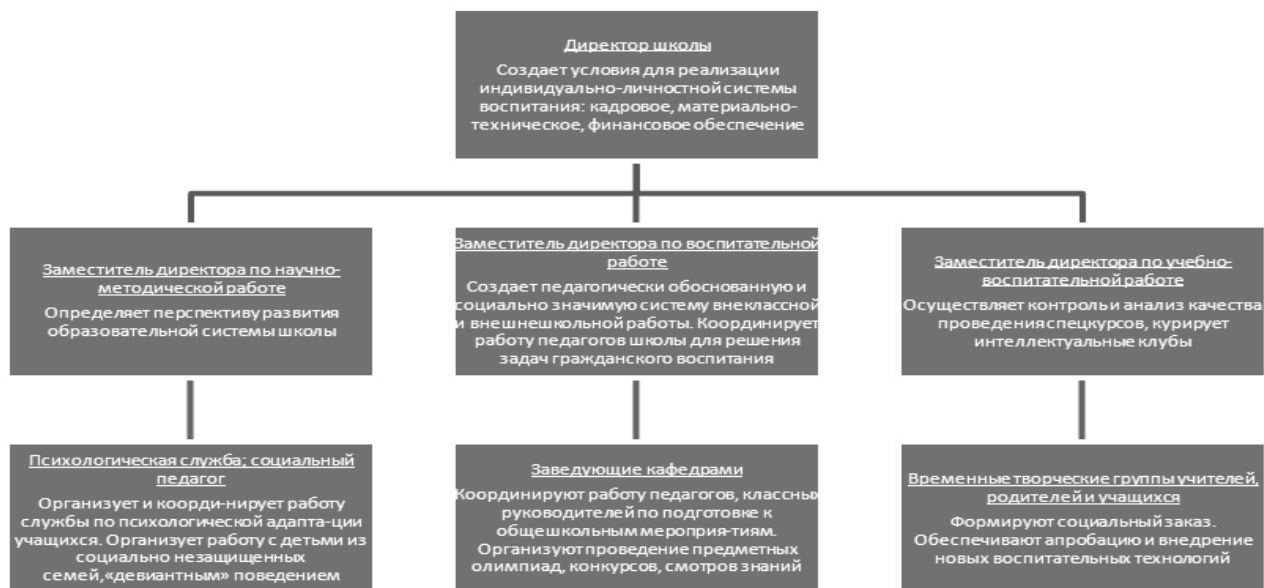 Директор школы
Создает условия для реализации
индивидуально-личностной системы
воспитания: кадровое, материально-
техническое, финансовое обеспечение
Заместитель директора по научно-
методической работе
Определяет перспективу развития
образовательной системы школы
Заместитель директора по воспитательной
работе
Создает педагогически обоснованную и
социально значимую систему внеклассной
и внешнешкольной работы. Координирует
работу педагогов школы для решения
задач гражданского воспитания
Заместитель директора по учебно-
воспитательной работе
Осуществляет контроль и анализ качества
проведения спецкурсов, курирует
интеллектуальные клубы
Психологическая служба; социальный
педагог
Организует и коорди-нирует работу
службы по психологической адапта-ции
учащихся. Организует работу с детьми из
социально незащищенных
семей,«девиантным» поведением
Заведующие кафедрами
Координируют работу педагогов, классных
руководителей по подготовке к
общешкольным мероприя-тиям.
Организуют проведение предметных
олимпиад, конкурсов, смотров знаний
Временные творческие группы учителей,
родителей и учащихся
Формируют социальный заказ.
Обеспечивают апробацию и внедрение
новых воспитательных технологий